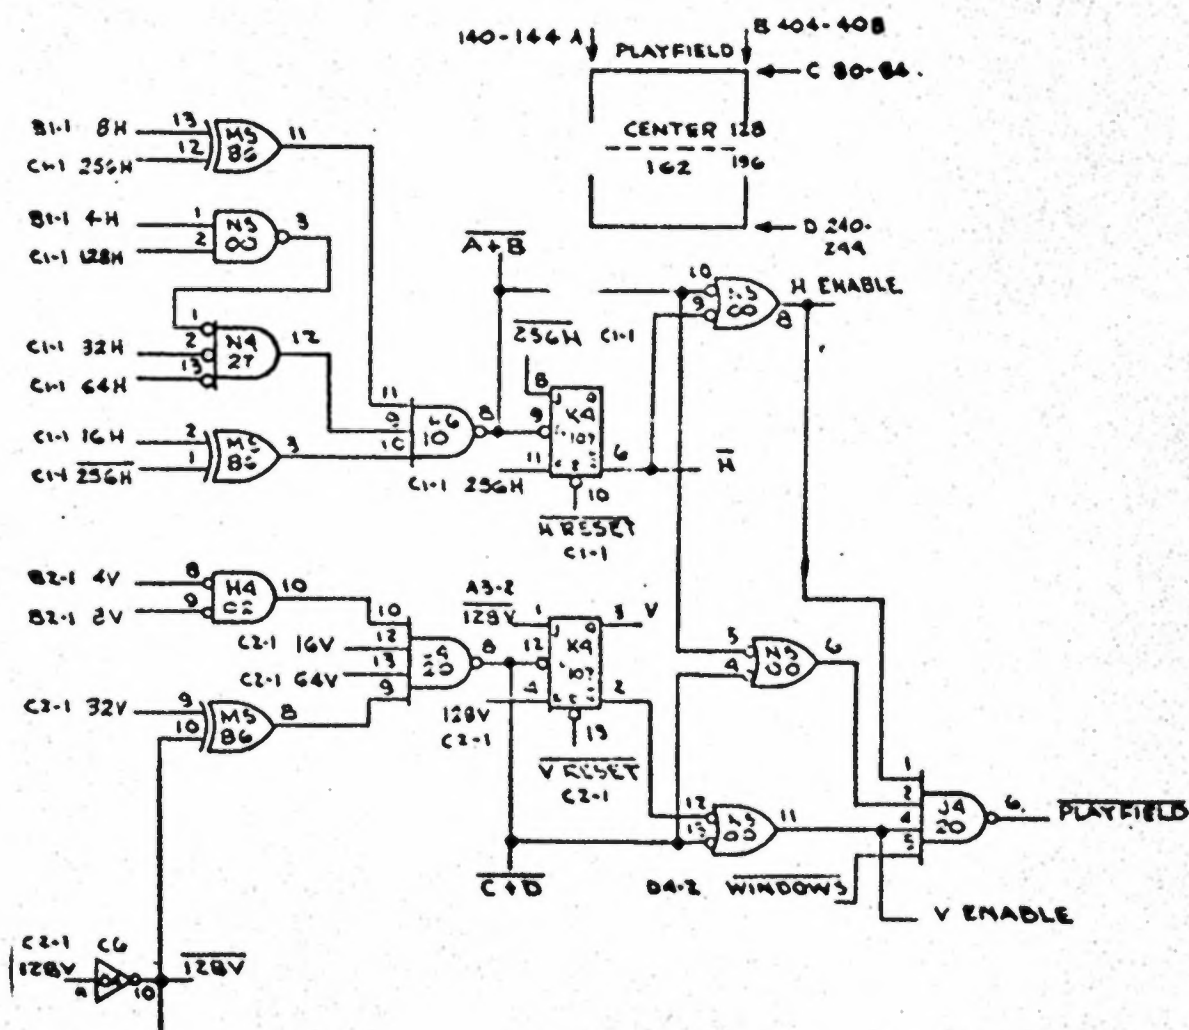 140-144 A
B 404-408
PLAYFIELD
C 80-84.
CENTER 128
162 196
D 240-
244
B1-1 8H 13
C1-1 256H 12
M5
86
11
B1-1 4H 1
C1-1 128H 2
N5
00
3
1
C1-1 32H 2
C1-1 64H 13
N4
27
12
C1-1 16H 2
C1-1 256H 1
M5
86
3
11
9
10
10
8
A+B
256H C1-1
8
9
11
J Q
K4
107
6
10
C1-1 256H
H RESET
C1-1
H
10
9
N5
00
8
H ENABLE
B2-1 4V 8
B2-1 2V 9
H4
02
10
10
C2-1 16V 12
C2-1 64V 13
9
20
8
C2-1 32V 9
10
M5
86
8
A3-2
128V
1
12
4
J Q
K4
107
3 V
2
13
128V
C2-1
V RESET
C2-1
C+D
5
4
N5
00
6
12
13
N5
00
11
1
2
4
5
J4
20
6
PLAYFIELD
D4-2 WINDOWS
V ENABLE
C2-1
128V
C6
10
128V